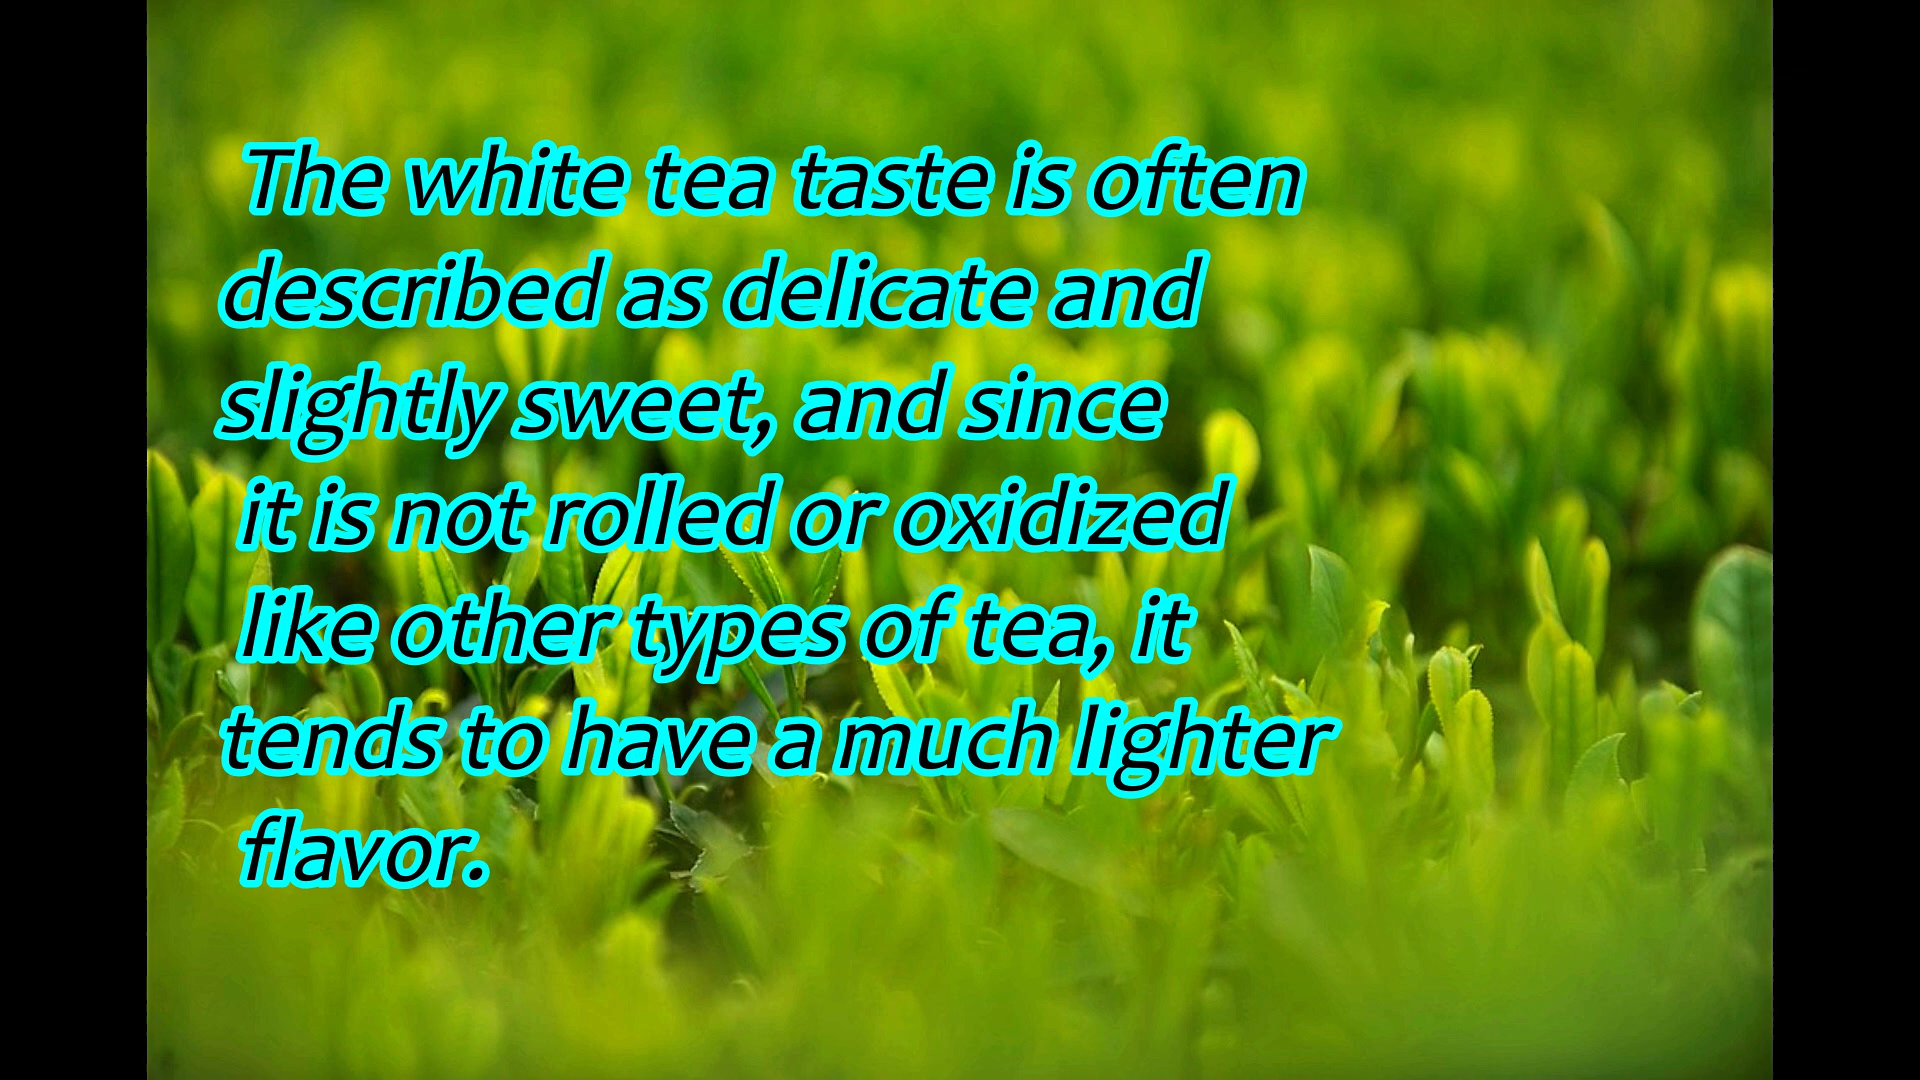 The white tea taste is often
described as delicate and
slightly sweet, and since
it is not rolled or oxidized
like other types of tea, it
tends to have a much lighter
flavor.